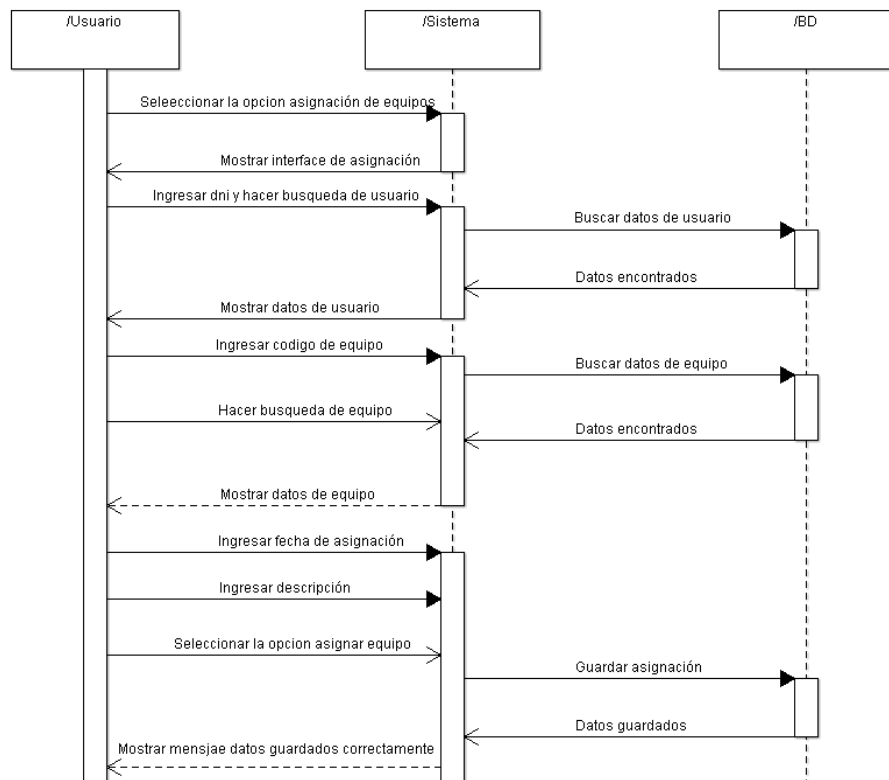 /Usuario
/Sistema
/BD
Seleeccionar la opcion asignación de equipos
Mostrar interface de asignación
Ingresar dni y hacer busqueda de usuario
Buscar datos de usuario
Datos encontrados
Mostrar datos de usuario
Ingresar codigo de equipo
Buscar datos de equipo
Hacer busqueda de equipo
Datos encontrados
Mostrar datos de equipo
Ingresar fecha de asignación
Ingresar descripción
Seleccionar la opcion asignar equipo
Guardar asignación
Datos guardados
Mostrar mensjae datos guardados correctamente